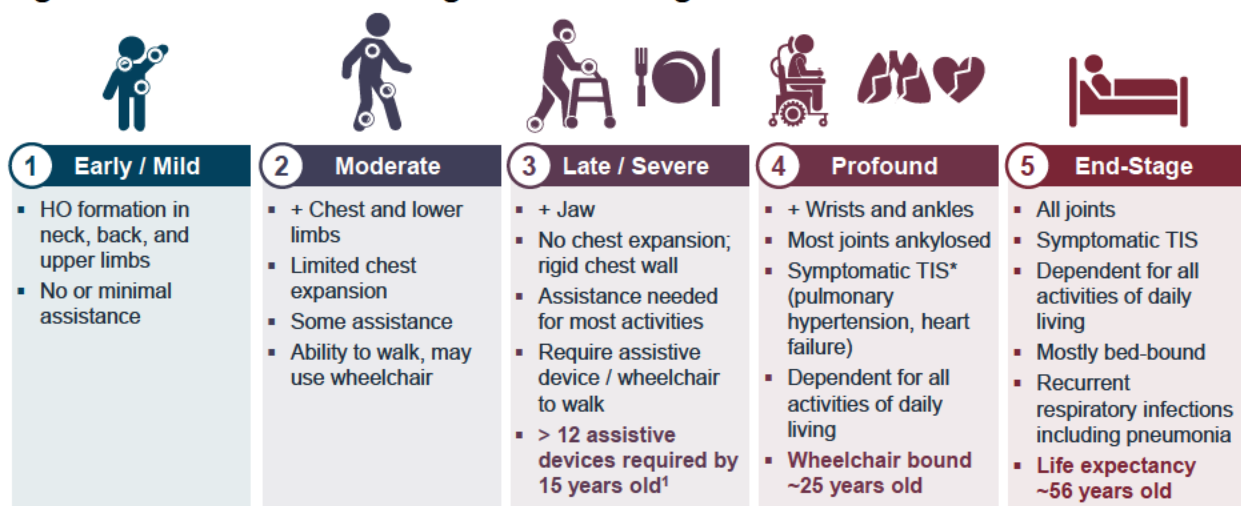 1 Early / Mild
▪ HO formation in
neck, back, and
upper limbs
▪ No or minimal
assistance
2 Moderate
▪ + Chest and lower
limbs
▪ Limited chest
expansion
▪ Some assistance
▪ Ability to walk, may
use wheelchair
3 Late / Severe
▪ + Jaw
▪ No chest expansion;
rigid chest wall
▪ Assistance needed
for most activities
▪ Require assistive
device / wheelchair
to walk
▪ > 12 assistive
devices required by
15 years old¹
4 Profound
▪ + Wrists and ankles
▪ Most joints ankylosed
▪ Symptomatic TIS*
(pulmonary
hypertension, heart
failure)
▪ Dependent for all
activities of daily
living
▪ Wheelchair bound
~25 years old
5 End-Stage
▪ All joints
▪ Symptomatic TIS
▪ Dependent for all
activities of daily
living
▪ Mostly bed-bound
▪ Recurrent
respiratory infections
including pneumonia
▪ Life expectancy
~56 years old